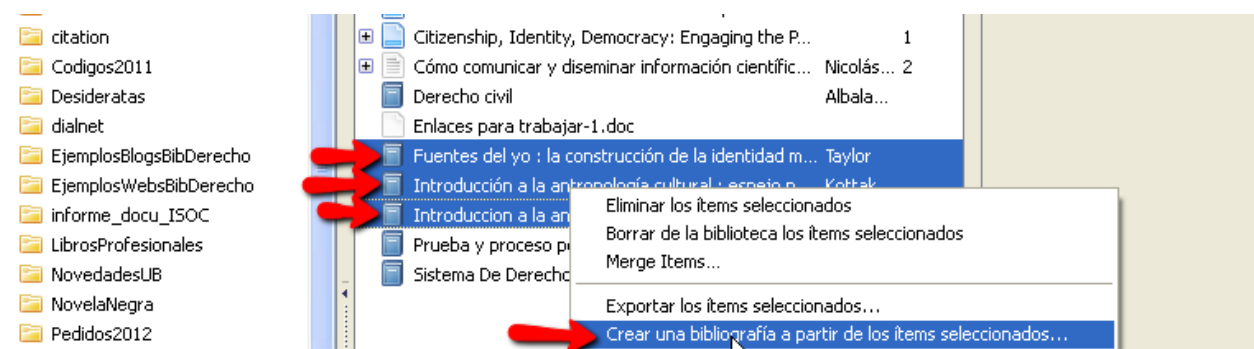 citation
Codigos2011
Desideratas
dialnet
EjemplosBlogsBibDerecho
EjemplosWebsBibDerecho
informe_docu_ISOC
LibrosProfesionales
NovedadesUB
NovelaNegra
Pedidos2012
Citizenship, Identity, Democracy: Engaging the P... 1
Cómo comunicar y diseminar información científic... Nicolás... 2
Derecho civil Albala...
Enlaces para trabajar-1.doc
Fuentes del yo : la construcción de la identidad m... Taylor
Introducción a la antropología cultural : espejo p... Kottak
Introduccion a la an
Prueba y proceso p
Sistema De Derecho
Eliminar los ítems seleccionados
Borrar de la biblioteca los ítems seleccionados
Merge Items...
Exportar los ítems seleccionados...
Crear una bibliografía a partir de los ítems seleccionados...